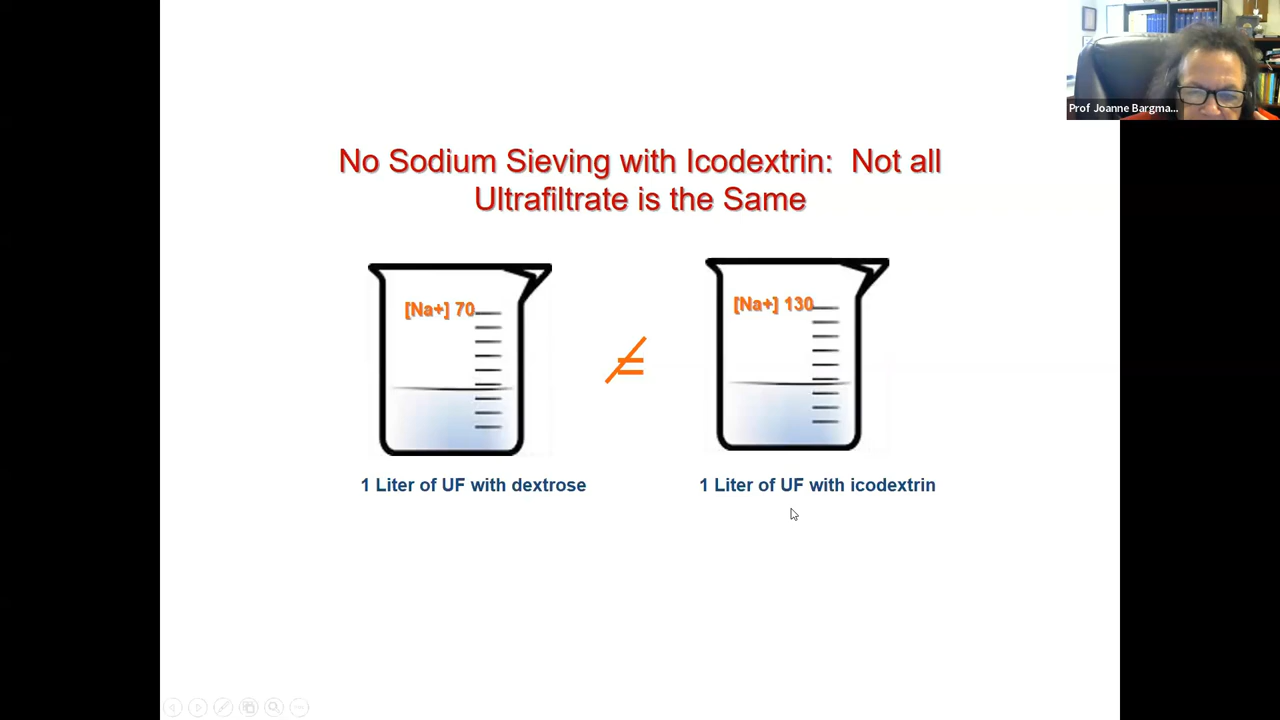 Prof Joanne Bargma...
No Sodium Sieving with Icodextrin: Not all
Ultrafiltrate is the Same
[Na+] 70
[Na+] 130
≠
1 Liter of UF with dextrose
1 Liter of UF with icodextrin